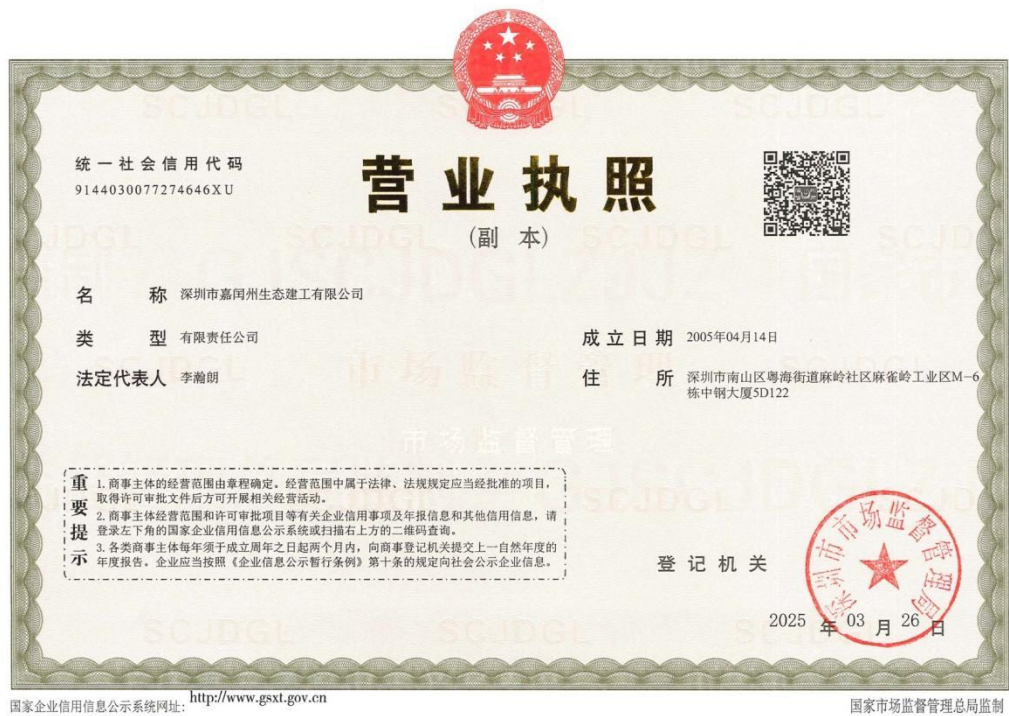 统一社会信用代码
9144030077274646XU
营业执照
(副 本)
名 称 深圳市嘉闰州生态建工有限公司
类 型 有限责任公司
成立日期 2005年04月14日
法定代表人 李瀚朗
住 所 深圳市南山区粤海街道麻岭社区麻雀岭工业区M-6
栋中钢大厦5D122
重要提示
1. 商事主体的经营范围由章程确定。经营范围中属于法律、法规规定应当经批准的项目，
取得许可审批文件后方可开展相关经营活动。
2. 商事主体经营范围和许可审批项目等有关企业信用事项及年报信息和其他信用信息，请
登录左下角的国家企业信用信息公示系统或扫描右上方的二维码查询。
3. 各类商事主体每年须于成立周年之日起两个月内，向商事登记机关提交上一自然年度的
年度报告。企业应当按照《企业信息公示暂行条例》第十条的规定向社会公示企业信息。
登记机关
深圳市市场监督管理局
2025 年 03 月 26 日
国家企业信用信息公示系统网址: http://www.gsxt.gov.cn
国家市场监督管理总局监制
SCJDGL
市场监督管理